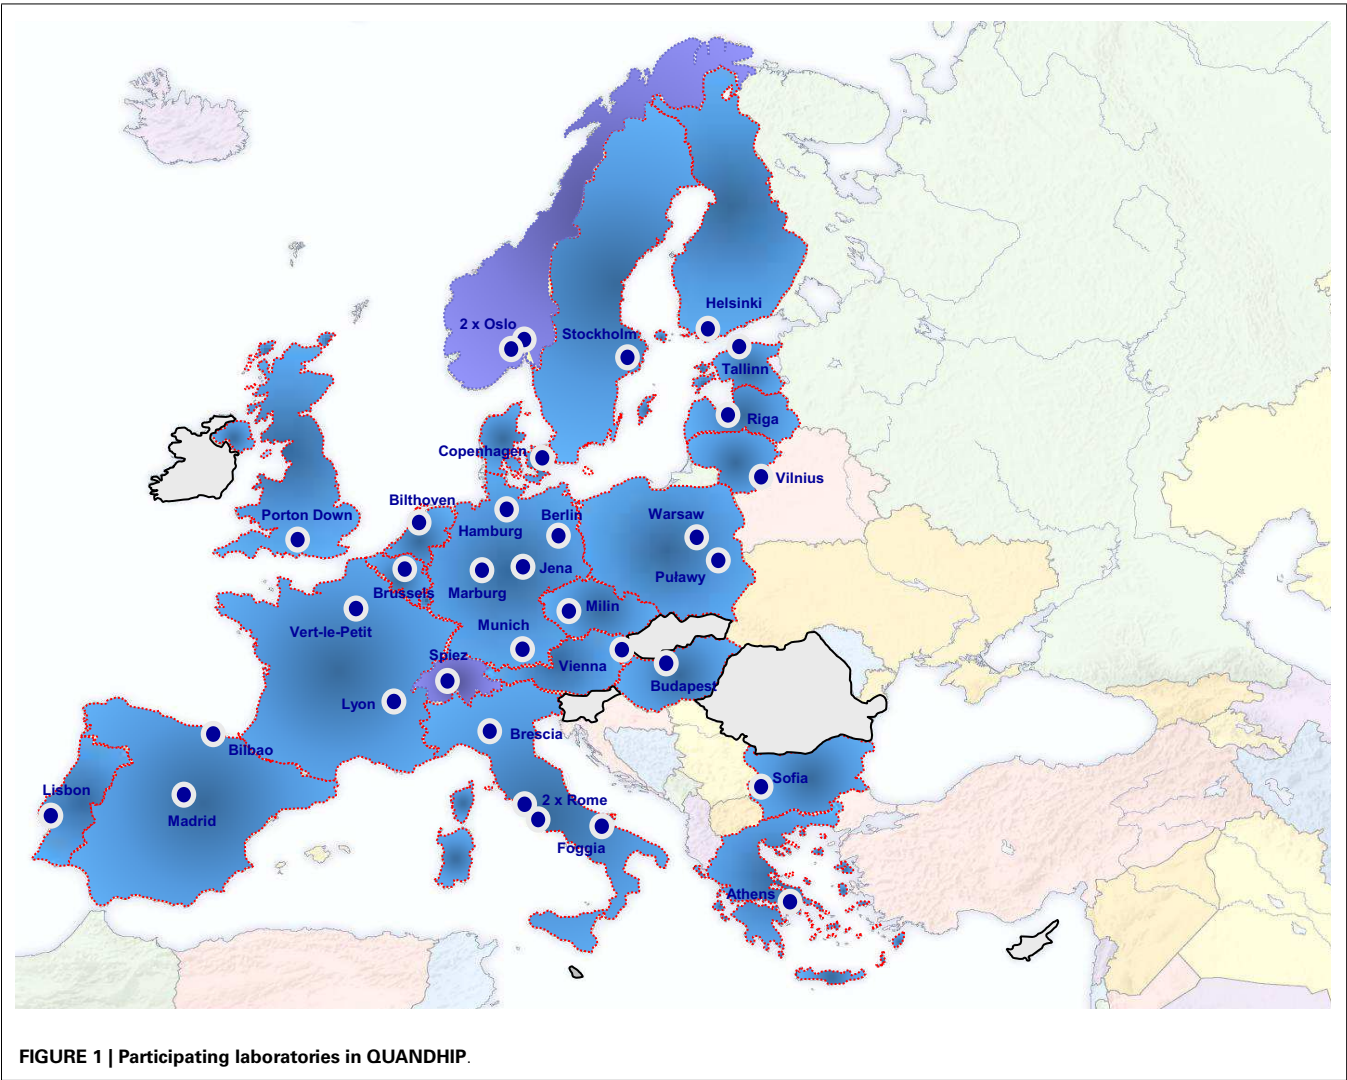 Helsinki
2 x Oslo
Stockholm
Tallinn
Riga
Copenhagen
Vilnius
Bilthoven
Porton Down
Hamburg
Berlin
Warsaw
Jena
Puławy
Brussels
Marburg
Milin
Vert-le-Petit
Munich
Spiez
Vienna
Budapest
Lyon
Brescia
Bilbao
Sofia
Lisbon
2 x Rome
Madrid
Foggia
Athens
FIGURE 1 | Participating laboratories in QUANDHIP.